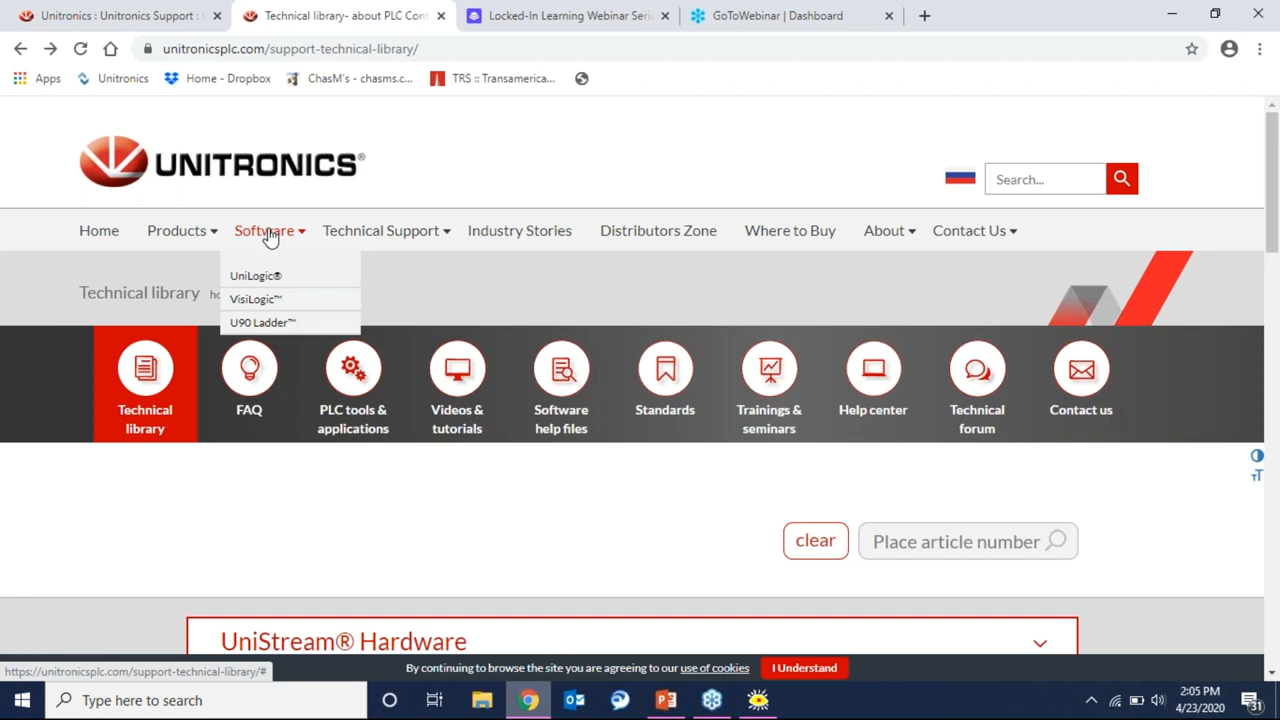 Unitronics : Unitronics Support : C
Technical library- about PLC Cont
Locked-In Learning Webinar Serie
GoToWebinar | Dashboard
unitronicsplc.com/support-technical-library/
Apps
Unitronics
Home - Dropbox
ChasM's - chasms.c...
TRS :: Transamerica...
UNITRONICS®
Search...
Home
Products
Software
Technical Support
Industry Stories
Distributors Zone
Where to Buy
About
Contact Us
UniLogic®
VisiLogic™
U90 Ladder™
Technical library
ho
Technical library
FAQ
PLC tools & applications
Videos & tutorials
Software help files
Standards
Trainings & seminars
Help center
Technical forum
Contact us
clear
Place article number
UniStream® Hardware
https://unitronicsplc.com/support-technical-library/#
By continuing to browse the site you are agreeing to our use of cookies
I Understand
Type here to search
2:05 PM
4/23/2020
31